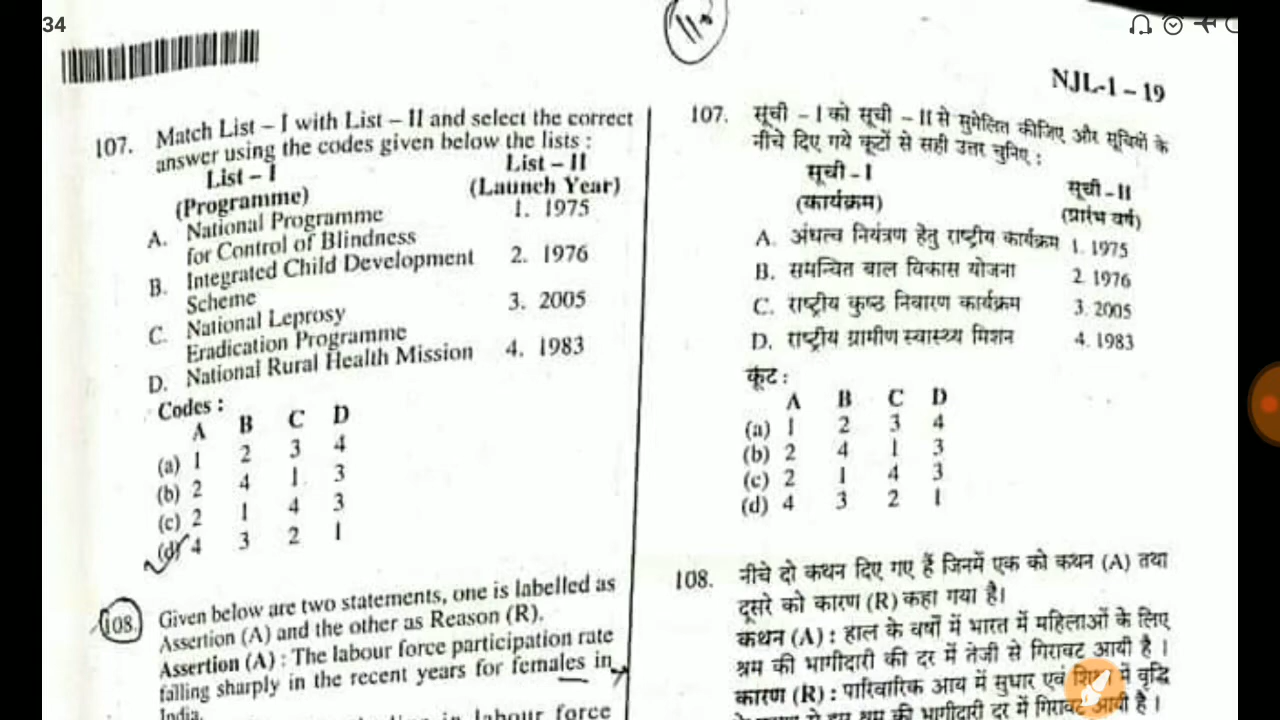 34
11
NJL-1 – 19
107. Match List – I with List – II and select the correct
answer using the codes given below the lists :
List – I
List – II
(Programme)
(Launch Year)
A. National Programme
for Control of Blindness
1. 1975
B. Integrated Child Development
Scheme
2. 1976
C. National Leprosy
Eradication Programme
3. 2005
D. National Rural Health Mission
4. 1983
Codes :
A B C D
(a) 1 2 3 4
(b) 2 4 1 3
(c) 2 1 4 3
(d) 4 3 2 1
108. Given below are two statements, one is labelled as
Assertion (A) and the other as Reason (R).
Assertion (A) : The labour force participation rate
falling sharply in the recent years for females in
India.
in labour force
107. सूची – I को सूची – II से सुमेलित कीजिए और सूचियों के
नीचे दिए गये कूटों से सही उत्तर चुनिए :
सूची – I
सूची – II
(कार्यक्रम)
(प्रारंभ वर्ष)
A. अंधत्व नियंत्रण हेतु राष्ट्रीय कार्यक्रम 1. 1975
B. समन्वित बाल विकास योजना 2. 1976
C. राष्ट्रीय कुष्ठ निवारण कार्यक्रम 3. 2005
D. राष्ट्रीय ग्रामीण स्वास्थ्य मिशन 4. 1983
कूट :
A B C D
(a) 1 2 3 4
(b) 2 4 1 3
(c) 2 1 4 3
(d) 4 3 2 1
108. नीचे दो कथन दिए गए हैं जिनमें एक को कथन (A) तथा
दूसरे को कारण (R) कहा गया है।
कथन (A) : हाल के वर्षों में भारत में महिलाओं के लिए
श्रम की भागीदारी की दर में तेजी से गिरावट आयी है ।
कारण (R) : पारिवारिक आय में सुधार एवं शिक्षा में वृद्धि
श्रम की भागीदारी दर में गिरावट आयी है ।